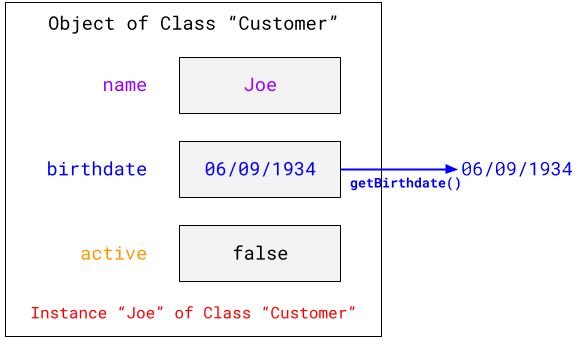 Object of Class “Customer”
name
Joe
birthdate
06/09/1934
getBirthdate()
06/09/1934
active
false
Instance “Joe” of Class “Customer”